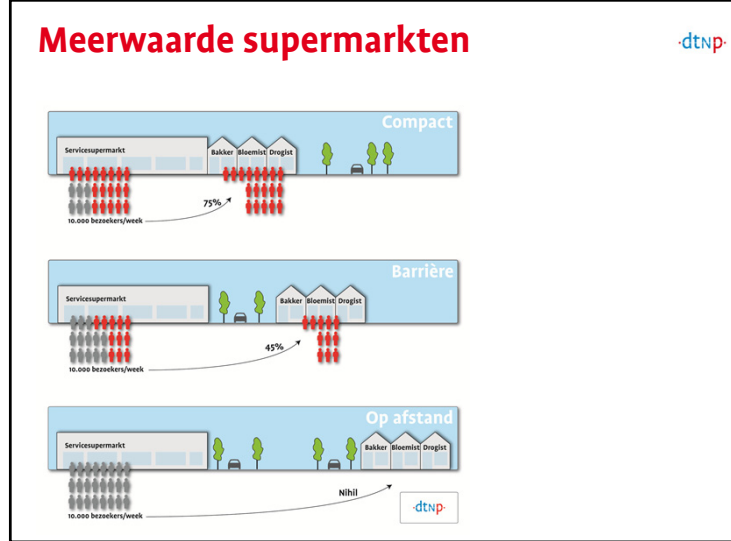 Meerwaarde supermarkten
·dtnp·
Compact
Servicesupermarkt
Bakker Bloemist Drogist
75%
10.000 bezoekers/week
Barrière
Servicesupermarkt
Bakker Bloemist Drogist
45%
10.000 bezoekers/week
Op afstand
Servicesupermarkt
Bakker Bloemist Drogist
Nihil
10.000 bezoekers/week
·dtnp·